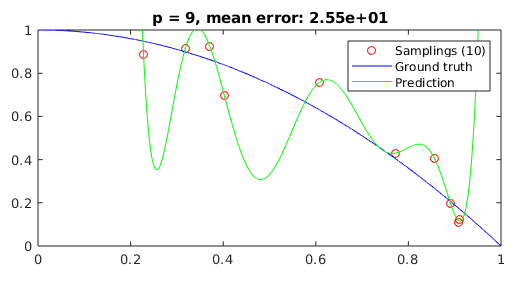 p = 9, mean error: 2.55e+01
1
0.8
0.6
0.4
0.2
0
Samplings (10)
Ground truth
Prediction
0 0.2 0.4 0.6 0.8 1